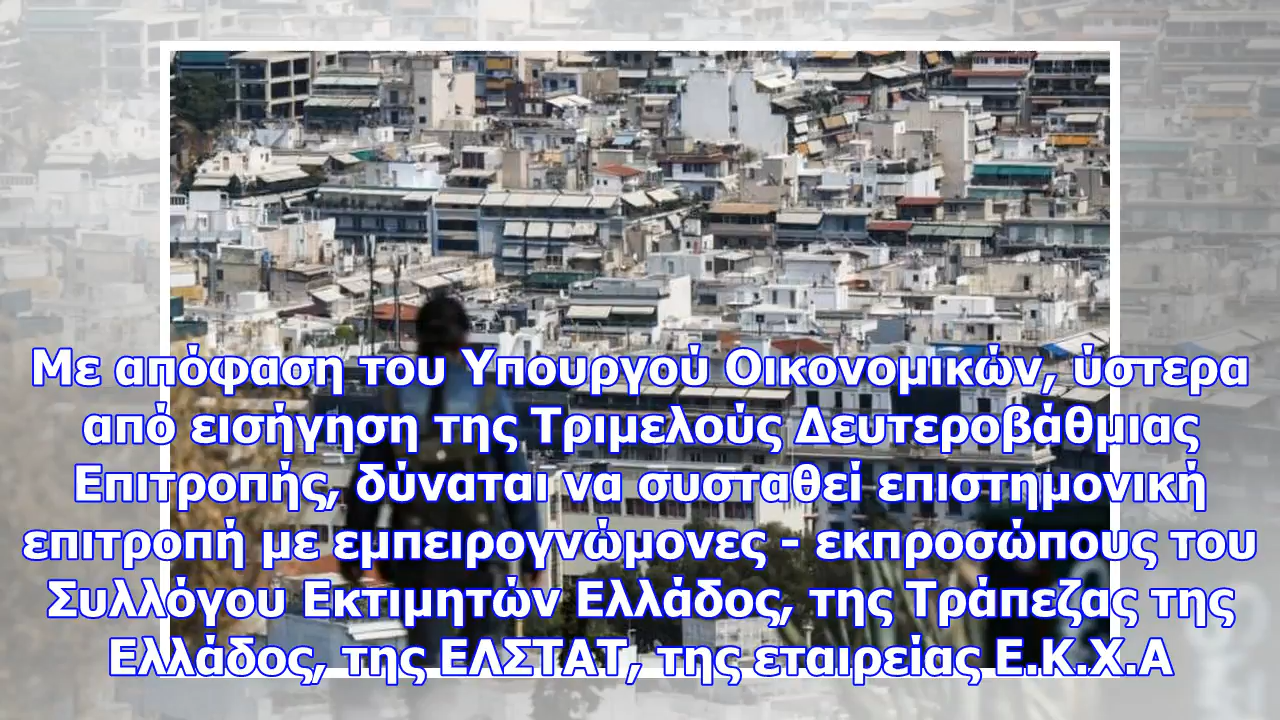 Με απόφαση του Υπουργού Οικονομικών, ύστερα
από εισήγηση της Τριμελούς Δευτεροβάθμιας
Επιτροπής, δύναται να συσταθεί επιστημονική
επιτροπή με εμπειρογνώμονες - εκπροσώπους του
Συλλόγου Εκτιμητών Ελλάδος, της Τράπεζας της
Ελλάδος, της ΕΛΣΤΑΤ, της εταιρείας Ε.Κ.Χ.Α